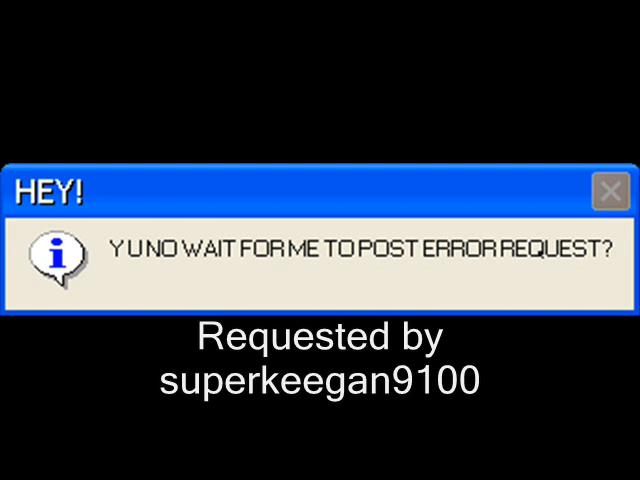 HEY!
Y U NO WAIT FOR ME TO POST ERROR REQUEST?
Requested by
superkeegan9100